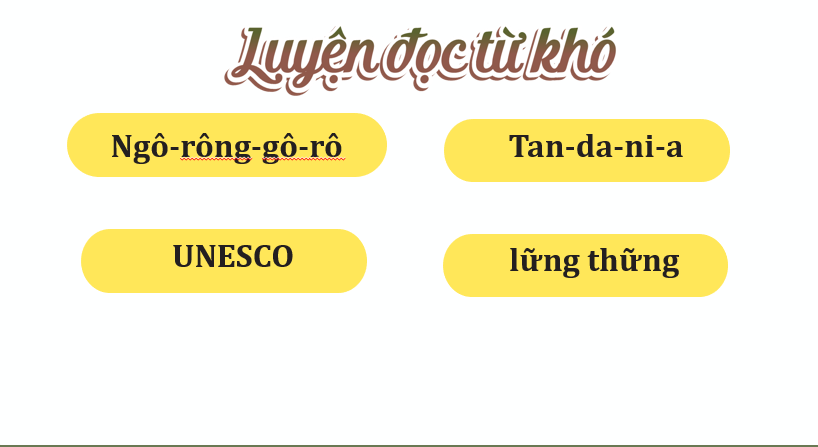 Luyện đọc từ khó
Ngô-rông-gô-rô
Tan-da-ni-a
UNESCO
lững thững